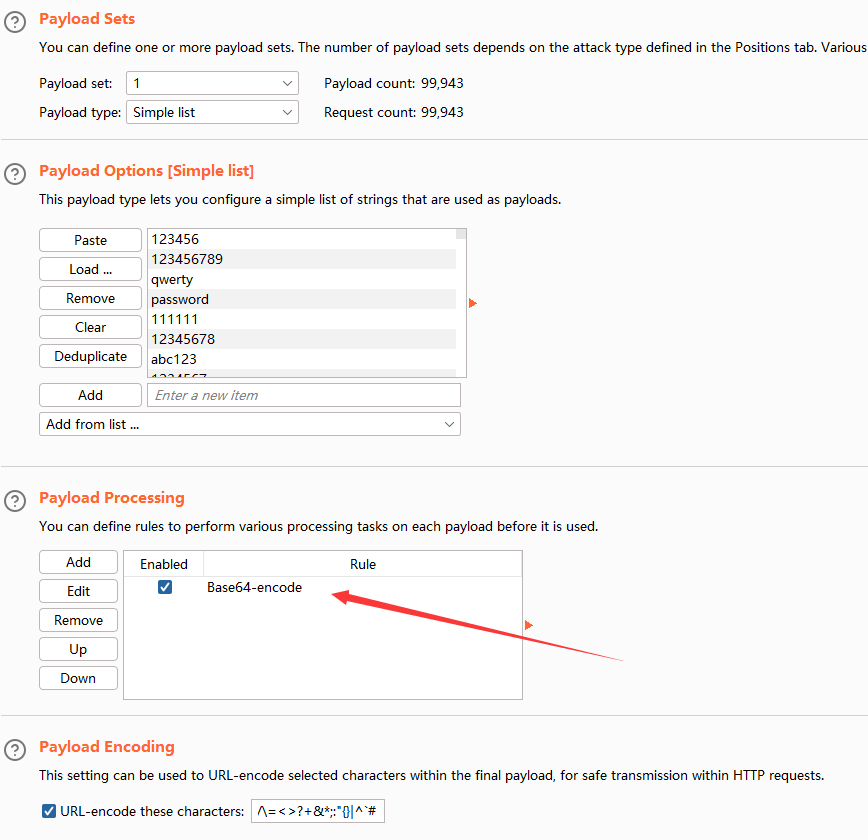 Payload Sets
You can define one or more payload sets. The number of payload sets depends on the attack type defined in the Positions tab. Various
Payload set: 1 Payload count: 99,943
Payload type: Simple list Request count: 99,943
Payload Options [Simple list]
This payload type lets you configure a simple list of strings that are used as payloads.
Paste
Load ...
Remove
Clear
Deduplicate
123456
123456789
qwerty
password
111111
12345678
abc123
1234567
Add Enter a new item
Add from list ...
Payload Processing
You can define rules to perform various processing tasks on each payload before it is used.
Add
Edit
Remove
Up
Down
Enabled Rule
Base64-encode
Payload Encoding
This setting can be used to URL-encode selected characters within the final payload, for safe transmission within HTTP requests.
URL-encode these characters: /\=<>?+&*;:"{}|^`#